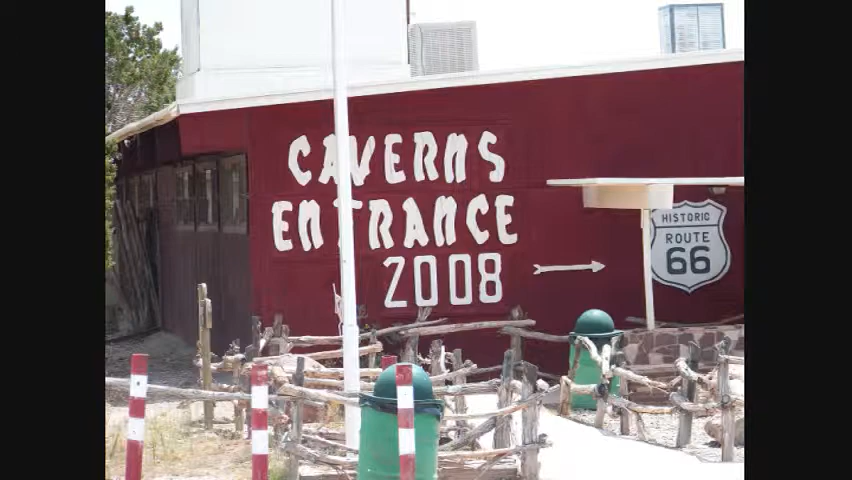 CAVERNS
ENTRANCE
2008
HISTORIC
ROUTE
66